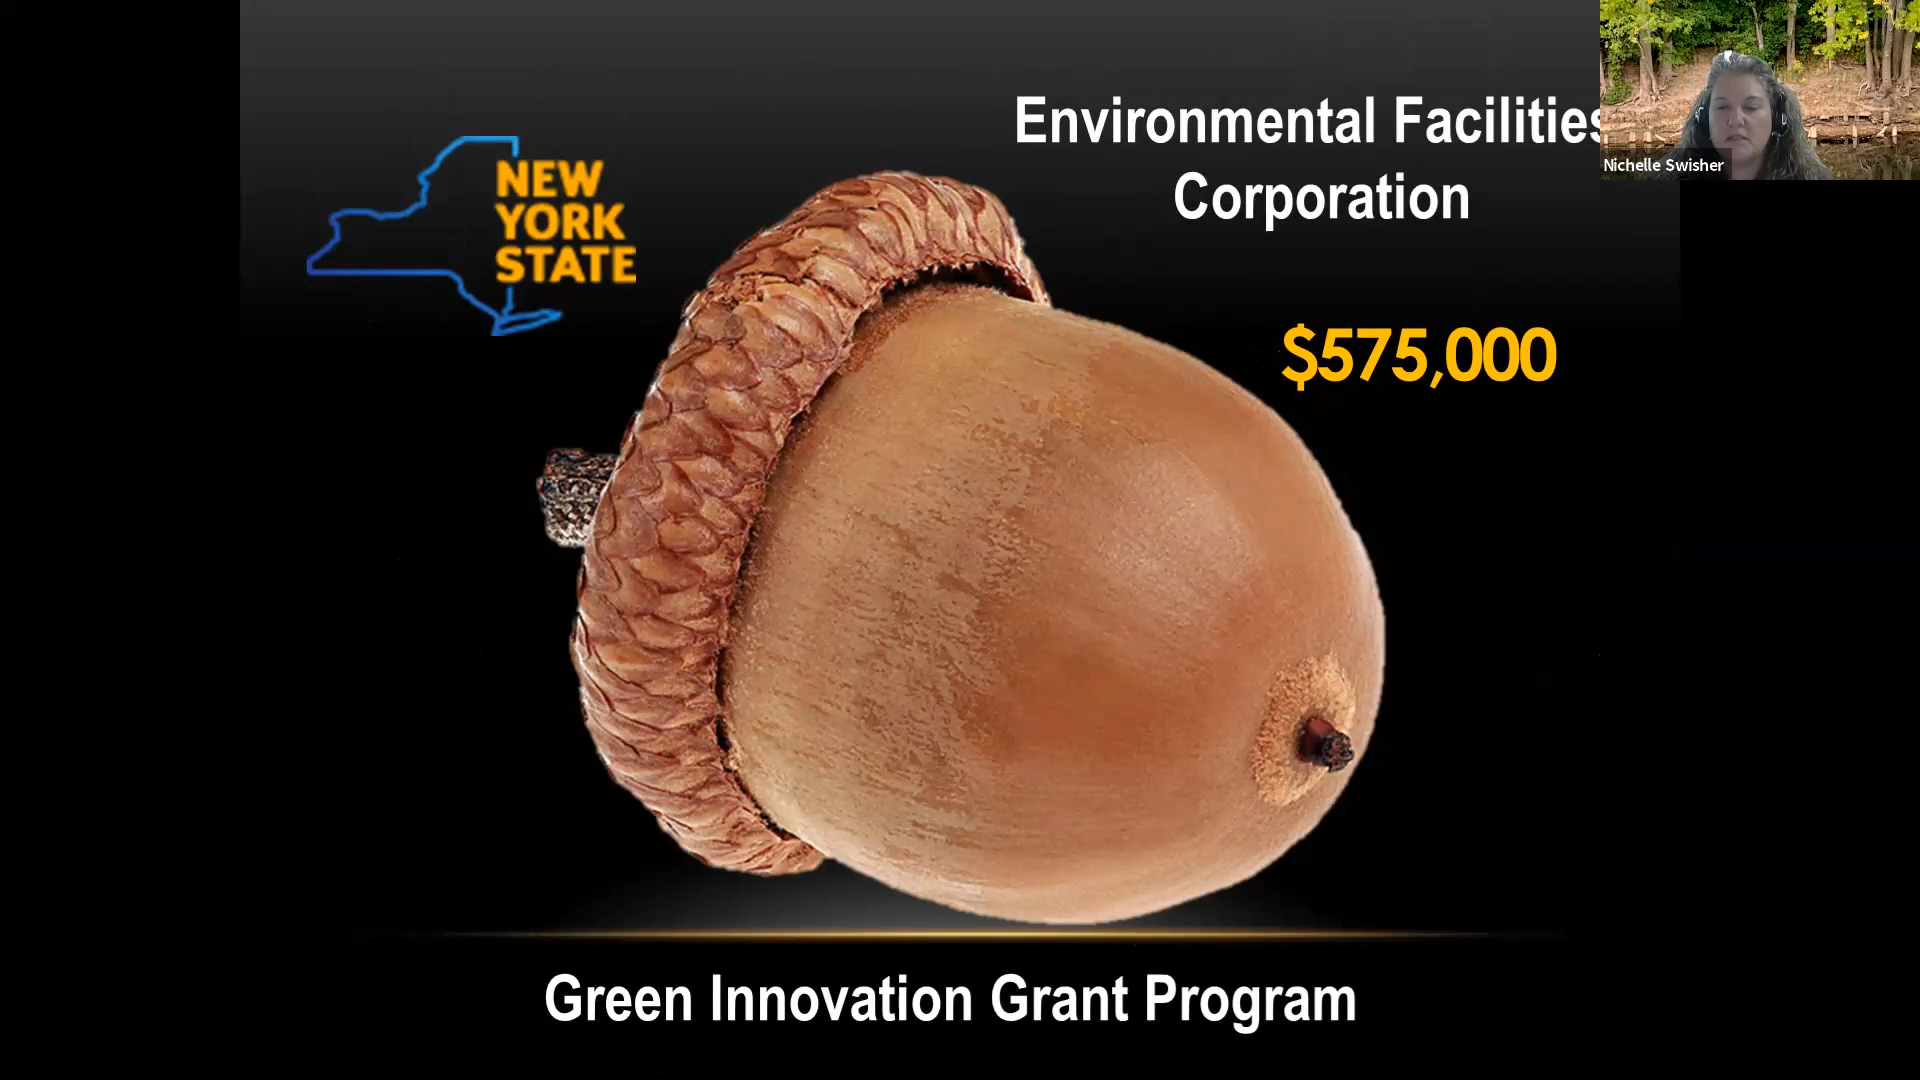 Environmental Facilities
Corporation
NEW
YORK
STATE
$575,000
Green Innovation Grant Program
Nichelle Swisher